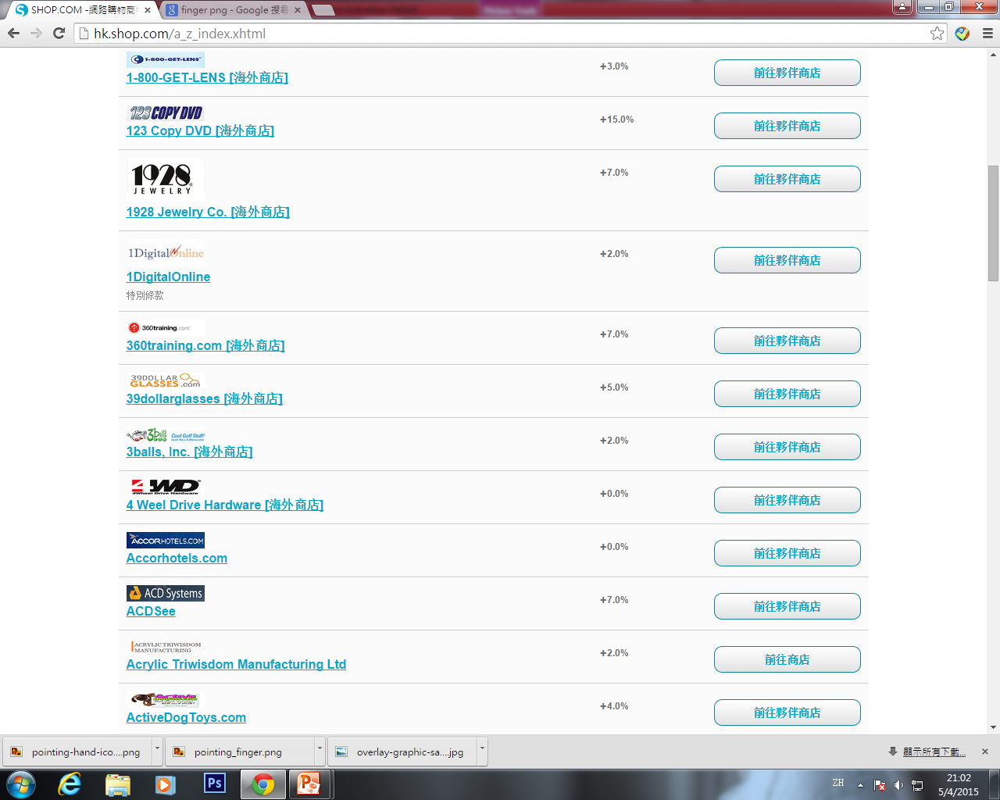 SHOP.COM -網路購物商
finger png - Google 搜尋
hk.shop.com/a_z_index.xhtml
1-800-GET-LENS
1-800-GET-LENS [海外商店]
+3.0%
前往夥伴商店
123 COPY DVD
123 Copy DVD [海外商店]
+15.0%
前往夥伴商店
1928
JEWELRY
1928 Jewelry Co. [海外商店]
+7.0%
前往夥伴商店
1DigitalOnline
1DigitalOnline
特別條款
+2.0%
前往夥伴商店
360training.com
360training.com [海外商店]
+7.0%
前往夥伴商店
39DOLLAR
GLASSES.com
39dollarglasses [海外商店]
+5.0%
前往夥伴商店
3balls Cool Golf Stuff!
3balls, Inc. [海外商店]
+2.0%
前往夥伴商店
4WD
4Wheel Drive Hardware
4 Weel Drive Hardware [海外商店]
+0.0%
前往夥伴商店
ACCORHOTELS.COM
Accorhotels.com
+0.0%
前往夥伴商店
ACD Systems
ACDSee
+7.0%
前往夥伴商店
ACRYLIC TRIWISDOM
MANUFACTURING
Acrylic Triwisdom Manufacturing Ltd
+2.0%
前往商店
ActiveDogToys.com
+4.0%
前往夥伴商店
pointing-hand-ico....png
pointing_finger.png
overlay-graphic-sa....jpg
顯示所有下載...
Ps
ZH
21:02
5/4/2015